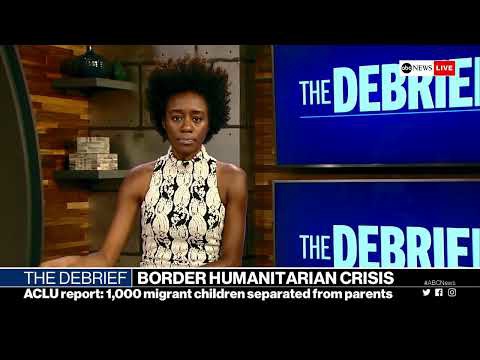 abc NEWS LIVE
THE DEBRIEF
THE DEBRIEF
THE DEBRIEF BORDER HUMANITARIAN CRISIS
#ABCNews
ACLU report: 1,000 migrant children separated from parents